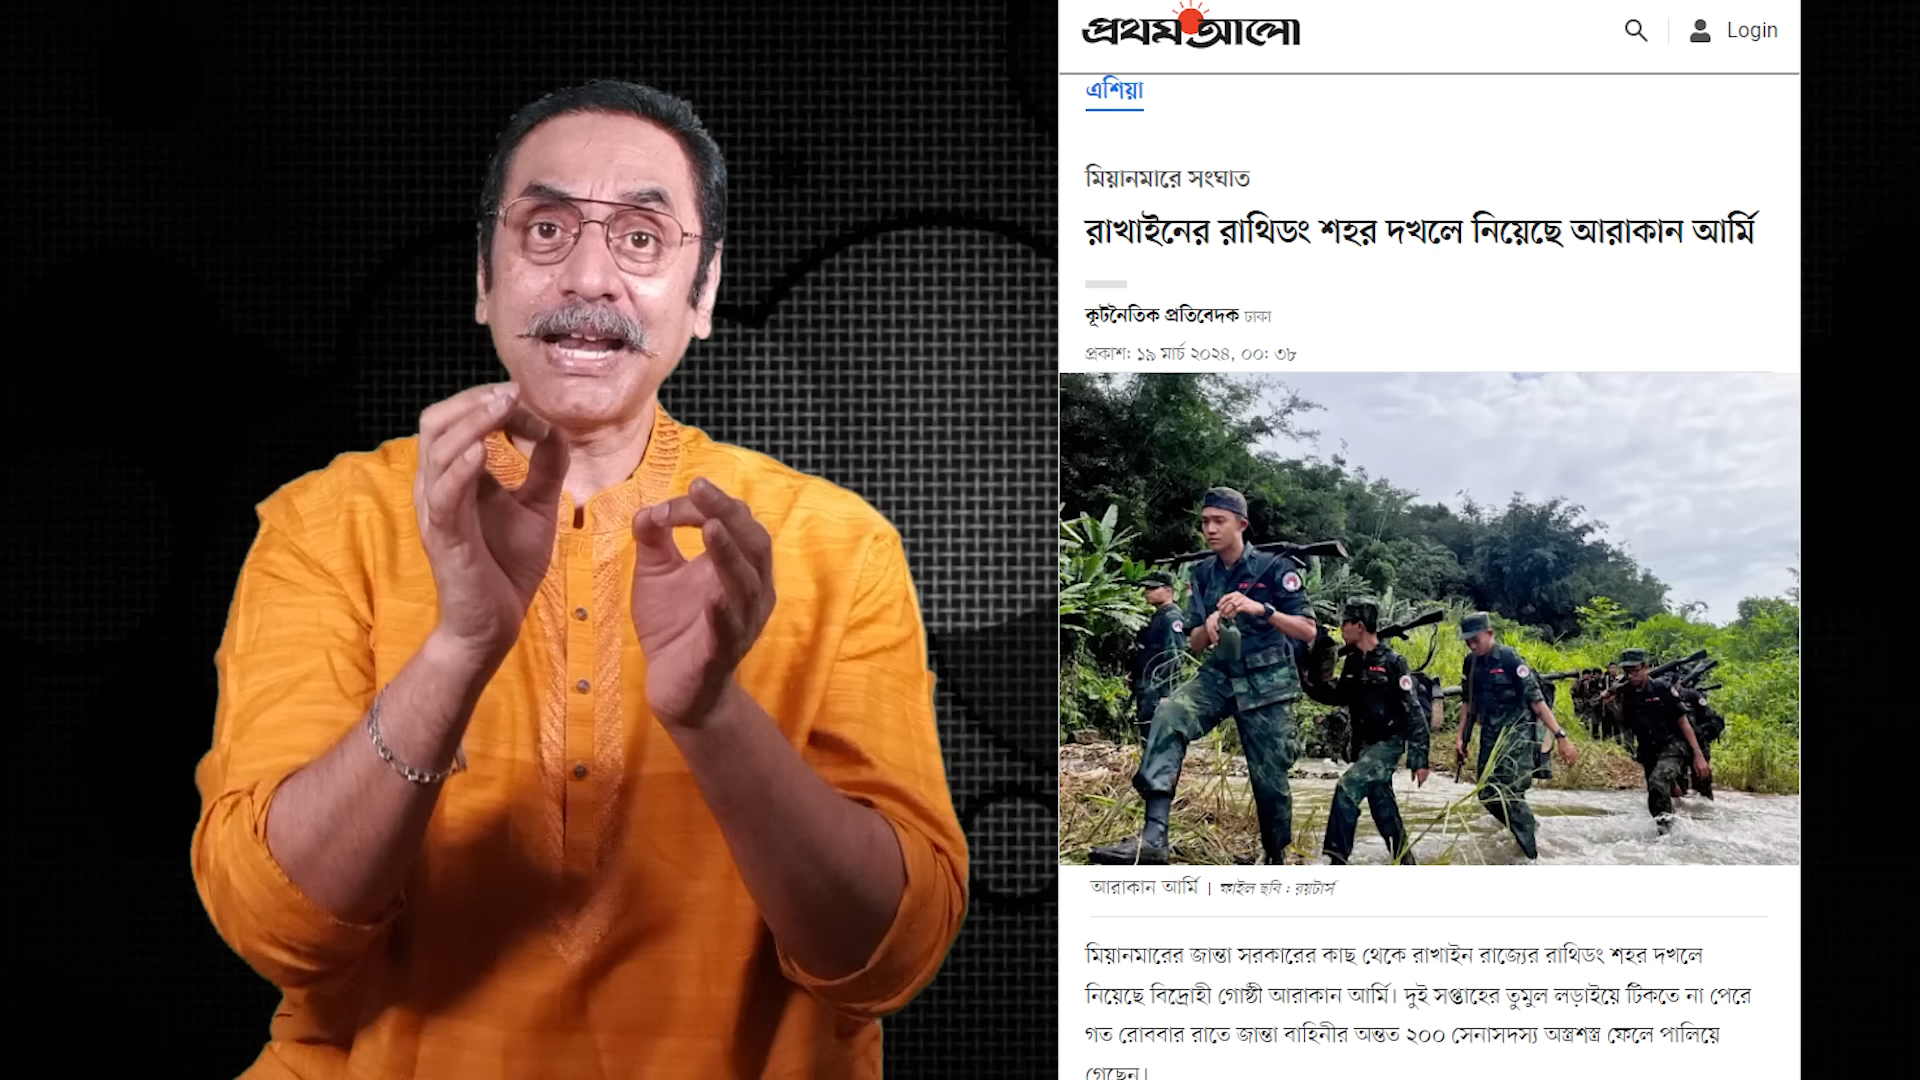 প্রথম আলো
Login
এশিয়া
মিয়ানমারে সংঘাত
রাখাইনের রাথিডং শহর দখলে নিয়েছে আরাকান আর্মি
কূটনৈতিক প্রতিবেদক ঢাকা
প্রকাশ: ১৯ মার্চ ২০২৪, ০০: ৩৮
আরাকান আর্মি । ফাইল ছবি : রয়টার্স
মিয়ানমারের জান্তা সরকারের কাছ থেকে রাখাইন রাজ্যের রাথিডং শহর দখলে
নিয়েছে বিদ্রোহী গোষ্ঠী আরাকান আর্মি। দুই সপ্তাহের তুমুল লড়াইয়ে টিকতে না পেরে
গত রোববার রাতে জান্তা বাহিনীর অন্তত ২০০ সেনাসদস্য অস্ত্রশস্ত্র ফেলে পালিয়ে
গেছেন।